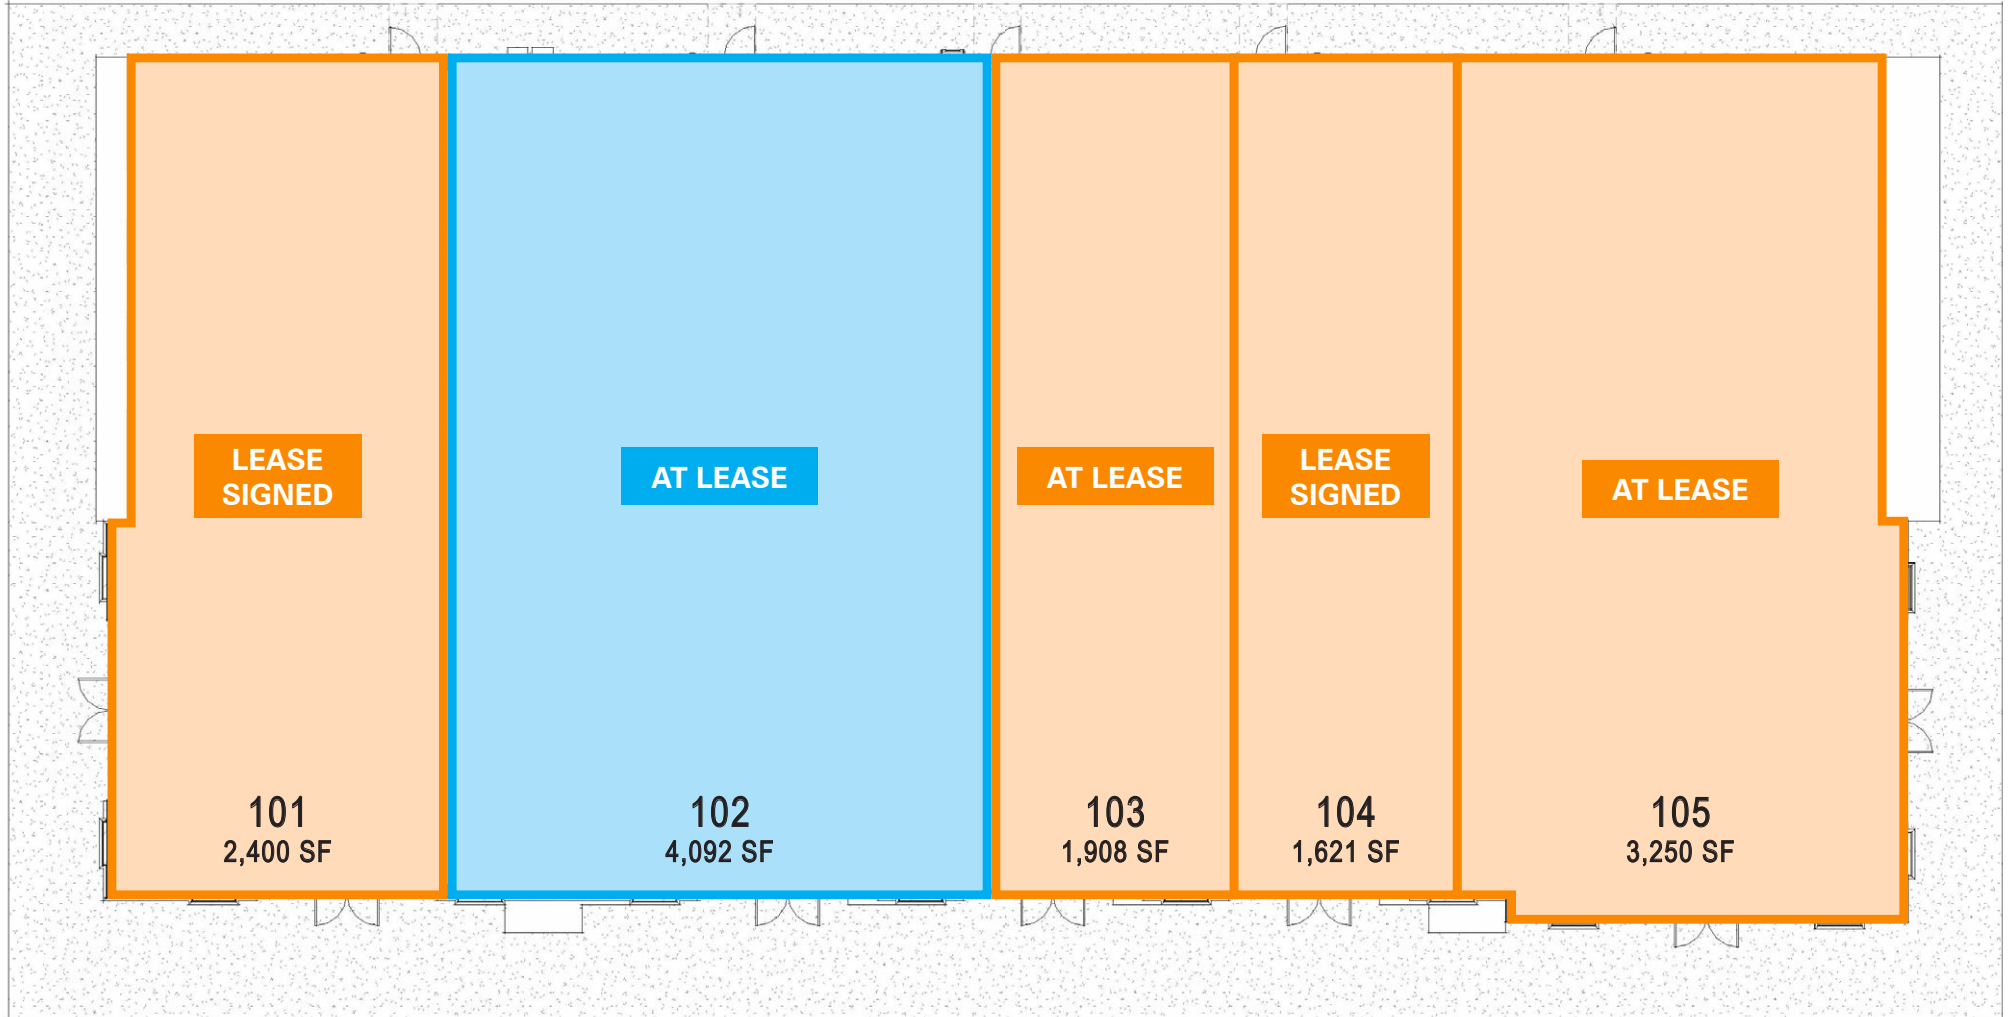 LEASE
SIGNED
AT LEASE
AT LEASE
LEASE
SIGNED
AT LEASE
101
2,400 SF
102
4,092 SF
103
1,908 SF
104
1,621 SF
105
3,250 SF